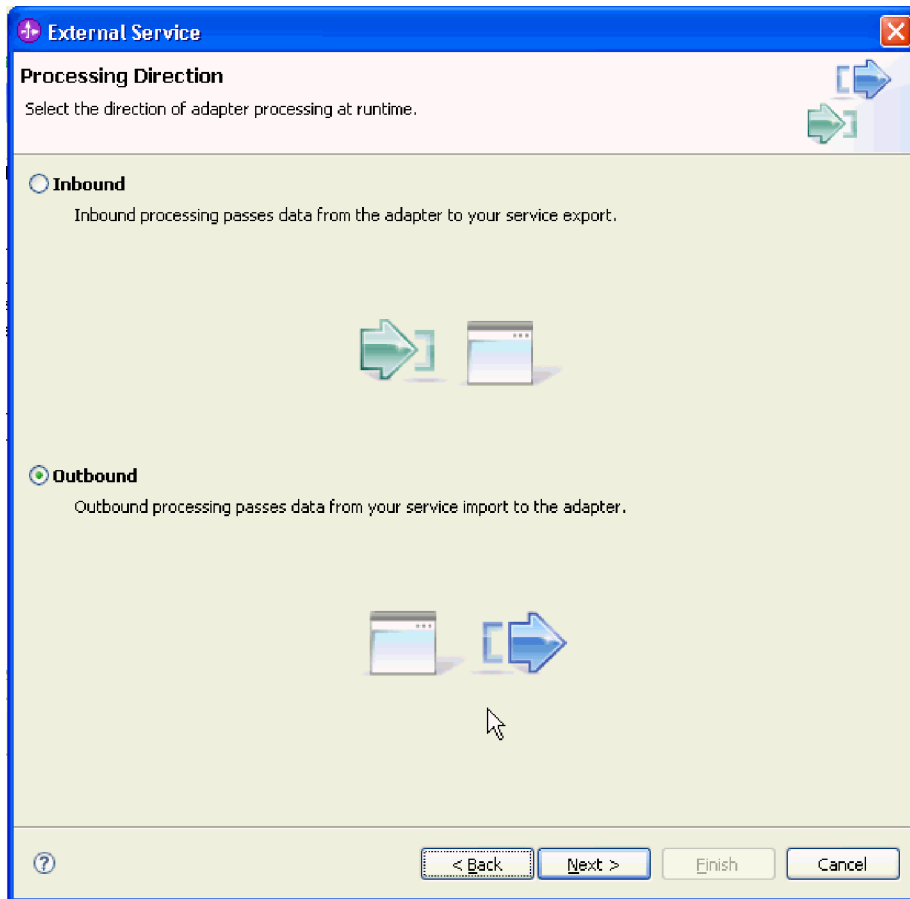 External Service
Processing Direction
Select the direction of adapter processing at runtime.
Inbound
Inbound processing passes data from the adapter to your service export.
Outbound
Outbound processing passes data from your service import to the adapter.
?
< Back
Next >
Finish
Cancel